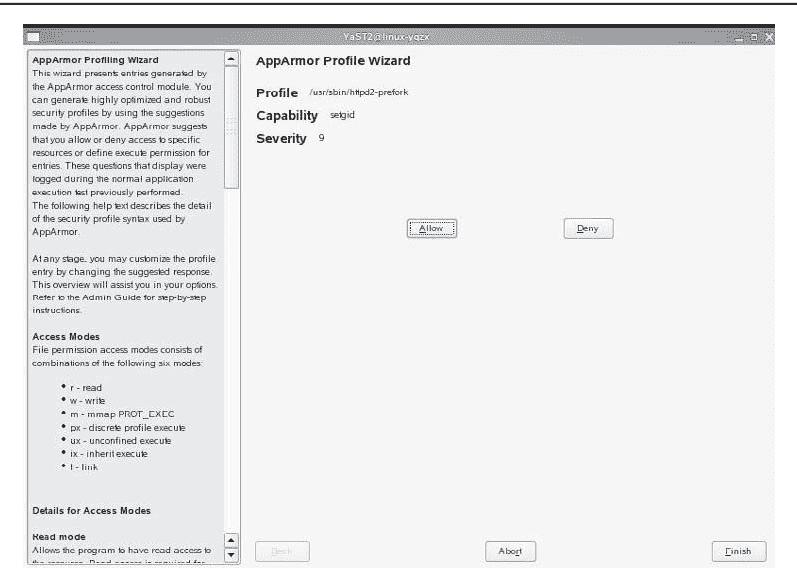 YaST2@linux-yqzx
AppArmor Profiling Wizard
This wizard presents entries generated by
the AppArmor access control module. You
can generate highly optimized and robust
security profiles by using the suggestions
made by AppArmor. AppArmor suggests
that you allow or deny access to specific
resources or define execute permission for
entries. These questions that display were
logged during the normal application
execution test previously performed.
The following help text describes the detail
of the security profile syntax used by
AppArmor.
At any stage, you may customize the profile
entry by changing the suggested response.
This overview will assist you in your options.
Refer to the Admin Guide for step-by-step
instructions.
Access Modes
File permission access modes consists of
combinations of the following six modes:
• r - read
• w - write
• m - mmap PROT_EXEC
• px - discrete profile execute
• ux - unconfined execute
• ix - inherit execute
• l - link
Details for Access Modes
Read mode
Allows the program to have read access to
the resource. Read access is required for
AppArmor Profile Wizard
Profile /usr/sbin/httpd2-prefork
Capability setgid
Severity 9
Allow
Deny
Back
Abort
Finish